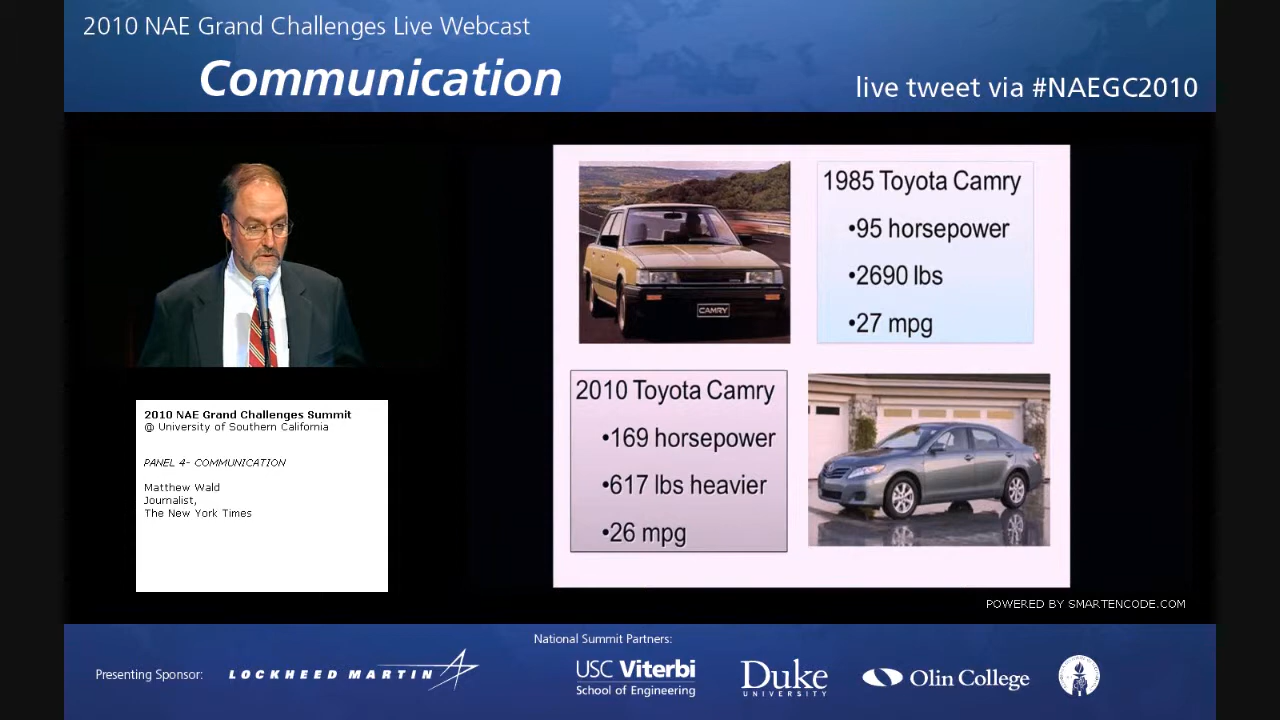 2010 NAE Grand Challenges Live Webcast
Communication
live tweet via #NAEGC2010
CAMRY
1985 Toyota Camry
•95 horsepower
•2690 lbs
•27 mpg
2010 Toyota Camry
•169 horsepower
•617 lbs heavier
•26 mpg
2010 NAE Grand Challenges Summit
@ University of Southern California
PANEL 4- COMMUNICATION
Matthew Wald
Journalist,
The New York Times
POWERED BY SMARTENCODE.COM
National Summit Partners:
Presenting Sponsor:
LOCKHEED MARTIN
USC Viterbi
School of Engineering
Duke
UNIVERSITY
Olin College